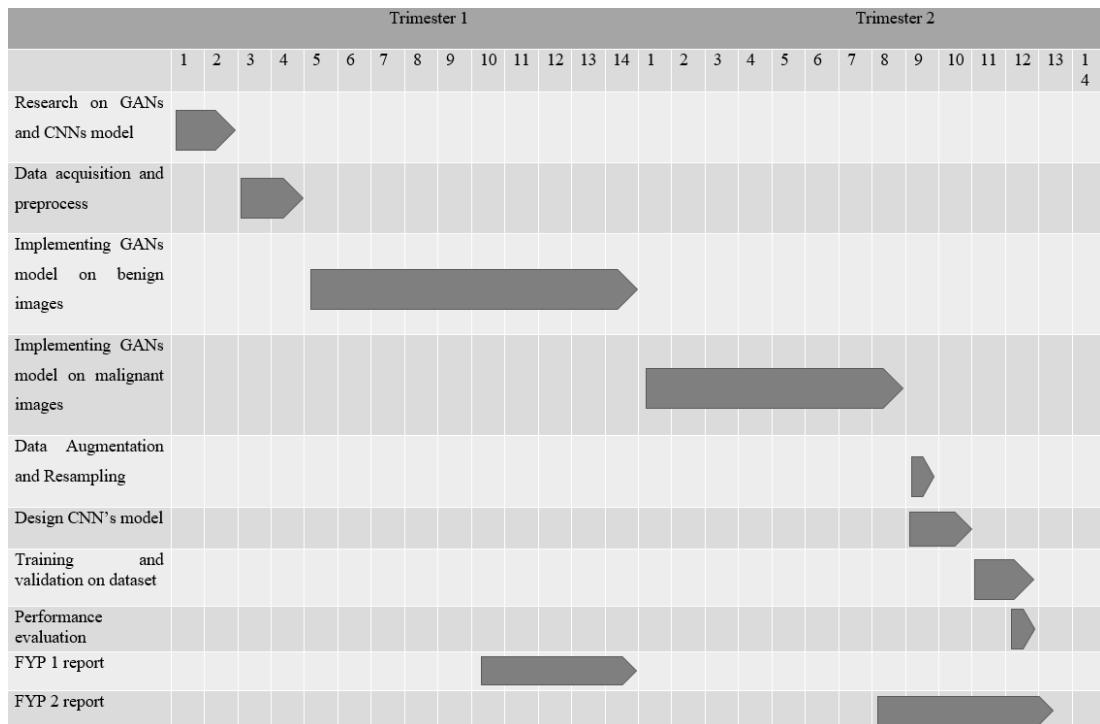 Trimester 1 Trimester 2
1 2 3 4 5 6 7 8 9 10 11 12 13 14 1 2 3 4 5 6 7 8 9 10 11 12 13 1
4
Research on GANs
and CNNs model
Data acquisition and
preprocess
Implementing GANs
model on benign
images
Implementing GANs
model on malignant
images
Data Augmentation
and Resampling
Design CNN’s model
Training and
validation on dataset
Performance
evaluation
FYP 1 report
FYP 2 report